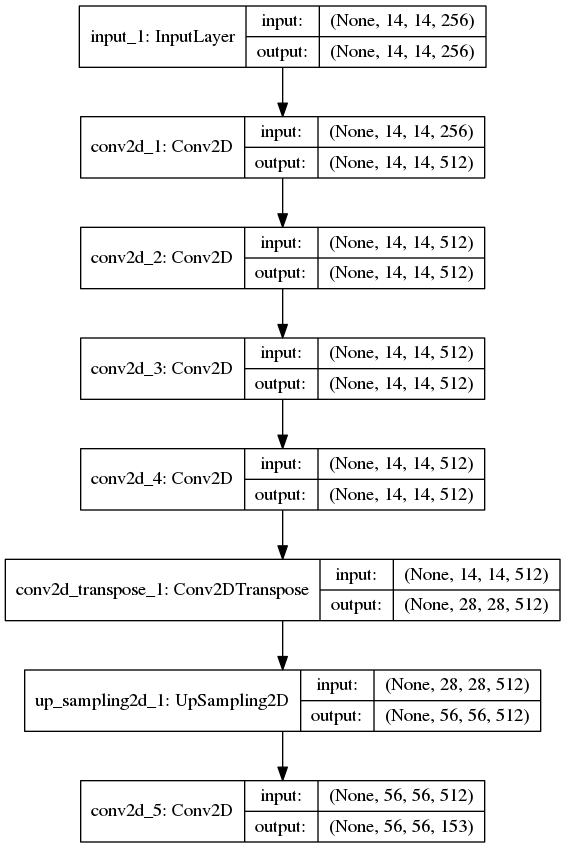 input_1: InputLayer
input: (None, 14, 14, 256)
output: (None, 14, 14, 256)
conv2d_1: Conv2D
input: (None, 14, 14, 256)
output: (None, 14, 14, 512)
conv2d_2: Conv2D
input: (None, 14, 14, 512)
output: (None, 14, 14, 512)
conv2d_3: Conv2D
input: (None, 14, 14, 512)
output: (None, 14, 14, 512)
conv2d_4: Conv2D
input: (None, 14, 14, 512)
output: (None, 14, 14, 512)
conv2d_transpose_1: Conv2DTranspose
input: (None, 14, 14, 512)
output: (None, 28, 28, 512)
up_sampling2d_1: UpSampling2D
input: (None, 28, 28, 512)
output: (None, 56, 56, 512)
conv2d_5: Conv2D
input: (None, 56, 56, 512)
output: (None, 56, 56, 153)